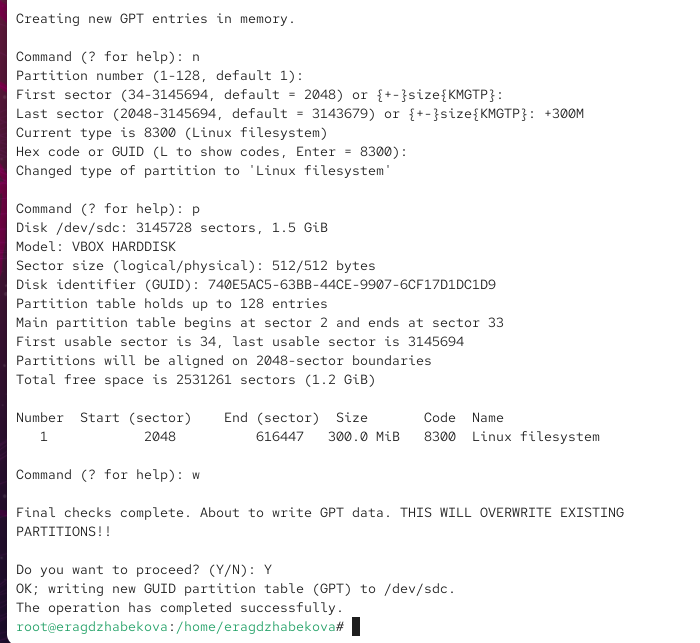 Creating new GPT entries in memory.
Command (? for help): n
Partition number (1-128, default 1):
First sector (34-3145694, default = 2048) or {+-}size{KMGTP}:
Last sector (2048-3145694, default = 3143679) or {+-}size{KMGTP}: +300M
Current type is 8300 (Linux filesystem)
Hex code or GUID (L to show codes, Enter = 8300):
Changed type of partition to 'Linux filesystem'
Command (? for help): p
Disk /dev/sdc: 3145728 sectors, 1.5 GiB
Model: VBOX HARDDISK
Sector size (logical/physical): 512/512 bytes
Disk identifier (GUID): 740E5AC5-63BB-44CE-9907-6CF17D1DC1D9
Partition table holds up to 128 entries
Main partition table begins at sector 2 and ends at sector 33
First usable sector is 34, last usable sector is 3145694
Partitions will be aligned on 2048-sector boundaries
Total free space is 2531261 sectors (1.2 GiB)
Number  Start (sector)    End (sector)  Size       Code  Name
   1            2048          616447   300.0 MiB   8300  Linux filesystem
Command (? for help): w
Final checks complete. About to write GPT data. THIS WILL OVERWRITE EXISTING
PARTITIONS!!
Do you want to proceed? (Y/N): Y
OK; writing new GUID partition table (GPT) to /dev/sdc.
The operation has completed successfully.
root@eragdzhabekova:/home/eragdzhabekova#